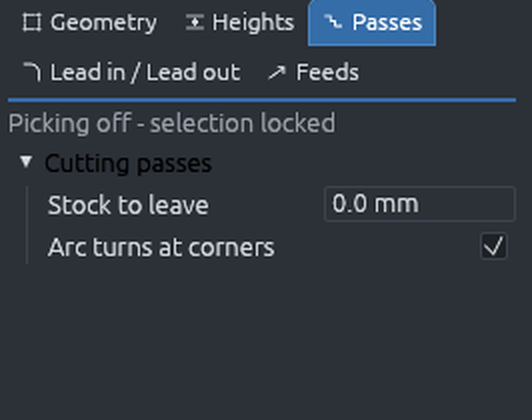 Geometry Heights Passes
Lead in / Lead out Feeds
Picking off - selection locked
Cutting passes
Stock to leave 0.0 mm
Arc turns at corners